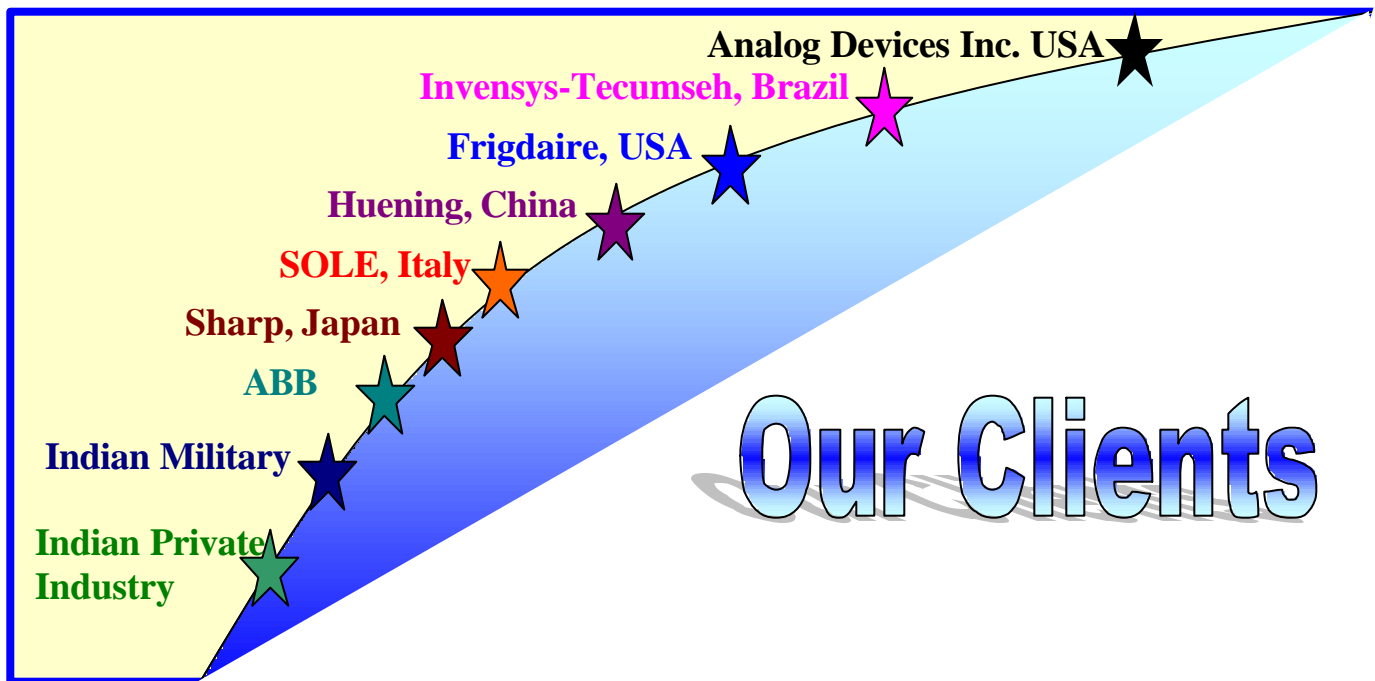 Analog Devices Inc. USA
Invensys-Tecumseh, Brazil
Frigdaire, USA
Huening, China
SOLE, Italy
Sharp, Japan
ABB
Indian Military
Indian Private
Industry
Our Clients